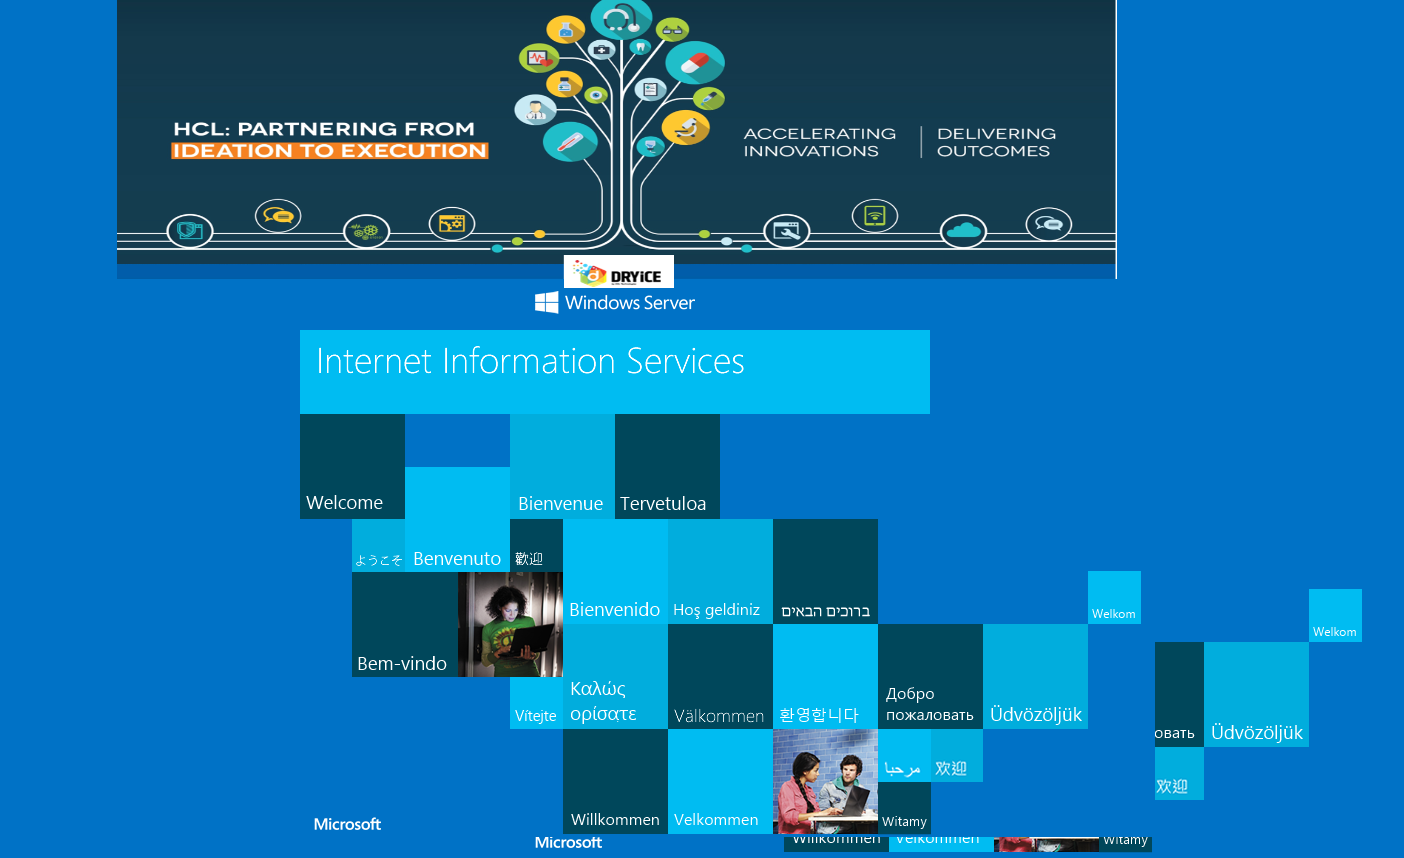 HCL: PARTNERING FROM
IDEATION TO EXECUTION
ACCELERATING
INNOVATIONS
DELIVERING
OUTCOMES
DRYiCE
Windows Server
Internet Information Services
Welcome
Bienvenue
Tervetuloa
ようこそ
Benvenuto
歡迎
Bienvenido
Hoş geldiniz
ברוכים הבאים
Welkom
Welkom
Bem-vindo
Vítejte
Καλώς
ορίσατε
Välkommen
환영합니다
Добро
пожаловать
Üdvözöljük
овать
Üdvözöljük
مرحبا
欢迎
欢迎
Willkommen
Velkommen
Witamy
Microsoft
Microsoft
Willkommen
Velkommen
Witamy